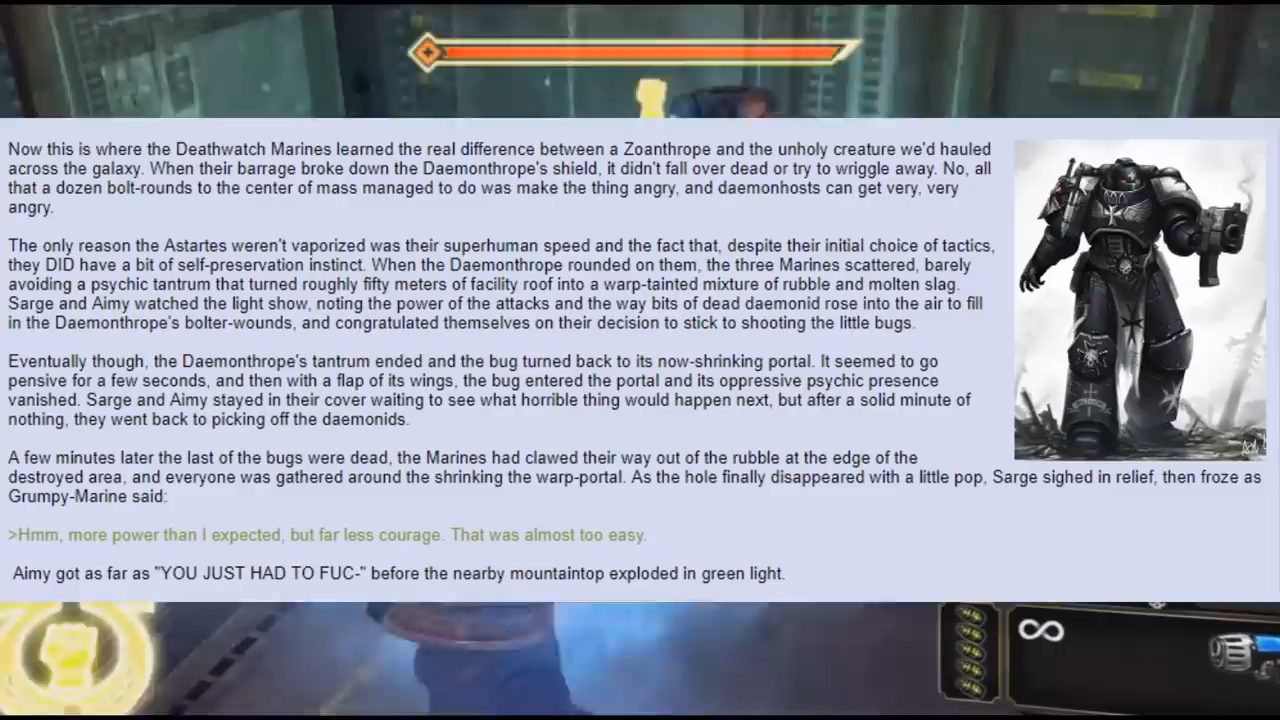 Now this is where the Deathwatch Marines learned the real difference between a Zoanthrope and the unholy creature we'd hauled
across the galaxy. When their barrage broke down the Daemonthrope's shield, it didn't fall over dead or try to wriggle away. No, all
that a dozen bolt-rounds to the center of mass managed to do was make the thing angry, and daemonhosts can get very, very
angry.
The only reason the Astartes weren't vaporized was their superhuman speed and the fact that, despite their initial choice of tactics,
they DID have a bit of self-preservation instinct. When the Daemonthrope rounded on them, the three Marines scattered, barely
avoiding a psychic tantrum that turned roughly fifty meters of facility roof into a warp-tainted mixture of rubble and molten slag.
Sarge and Aimy watched the light show, noting the power of the attacks and the way bits of dead daemonid rose into the air to fill
in the Daemonthrope's bolter-wounds, and congratulated themselves on their decision to stick to shooting the little bugs.
Eventually though, the Daemonthrope's tantrum ended and the bug turned back to its now-shrinking portal. It seemed to go
pensive for a few seconds, and then with a flap of its wings, the bug entered the portal and its oppressive psychic presence
vanished. Sarge and Aimy stayed in their cover waiting to see what horrible thing would happen next, but after a solid minute of
nothing, they went back to picking off the daemonids.
A few minutes later the last of the bugs were dead, the Marines had clawed their way out of the rubble at the edge of the
destroyed area, and everyone was gathered around the shrinking the warp-portal. As the hole finally disappeared with a little pop, Sarge sighed in relief, then froze as
Grumpy-Marine said:
>Hmm, more power than I expected, but far less courage. That was almost too easy.
Aimy got as far as "YOU JUST HAD TO FUC-" before the nearby mountaintop exploded in green light.
∞